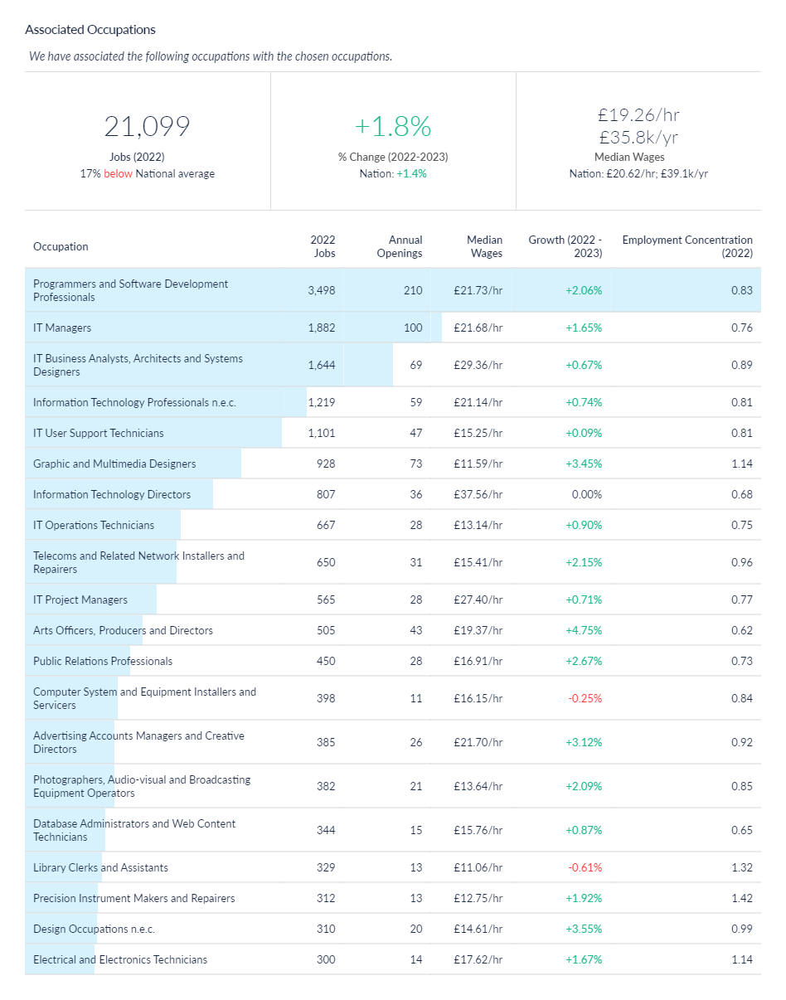 Associated Occupations
We have associated the following occupations with the chosen occupations.
21,099
Jobs (2022)
17% below National average
+1.8%
% Change (2022-2023)
Nation: +1.4%
£19.26/hr
£35.8k/yr
Median Wages
Nation: £20.62/hr; £39.1k/yr
Occupation 2022 Jobs Annual Openings Median Wages Growth (2022 - 2023) Employment Concentration (2022)
Programmers and Software Development Professionals 3,498 210 £21.73/hr +2.06% 0.83
IT Managers 1,882 100 £21.68/hr +1.65% 0.76
IT Business Analysts, Architects and Systems Designers 1,644 69 £29.36/hr +0.67% 0.89
Information Technology Professionals n.e.c. 1,219 59 £21.14/hr +0.74% 0.81
IT User Support Technicians 1,101 47 £15.25/hr +0.09% 0.81
Graphic and Multimedia Designers 928 73 £11.59/hr +3.45% 1.14
Information Technology Directors 807 36 £37.56/hr 0.00% 0.68
IT Operations Technicians 667 28 £13.14/hr +0.90% 0.75
Telecoms and Related Network Installers and Repairers 650 31 £15.41/hr +2.15% 0.96
IT Project Managers 565 28 £27.40/hr +0.71% 0.77
Arts Officers, Producers and Directors 505 43 £19.37/hr +4.75% 0.62
Public Relations Professionals 450 28 £16.91/hr +2.67% 0.73
Computer System and Equipment Installers and Servicers 398 11 £16.15/hr -0.25% 0.84
Advertising Accounts Managers and Creative Directors 385 26 £21.70/hr +3.12% 0.92
Photographers, Audio-visual and Broadcasting Equipment Operators 382 21 £13.64/hr +2.09% 0.85
Database Administrators and Web Content Technicians 344 15 £15.76/hr +0.87% 0.65
Library Clerks and Assistants 329 13 £11.06/hr -0.61% 1.32
Precision Instrument Makers and Repairers 312 13 £12.75/hr +1.92% 1.42
Design Occupations n.e.c. 310 20 £14.61/hr +3.55% 0.99
Electrical and Electronics Technicians 300 14 £17.62/hr +1.67% 1.14